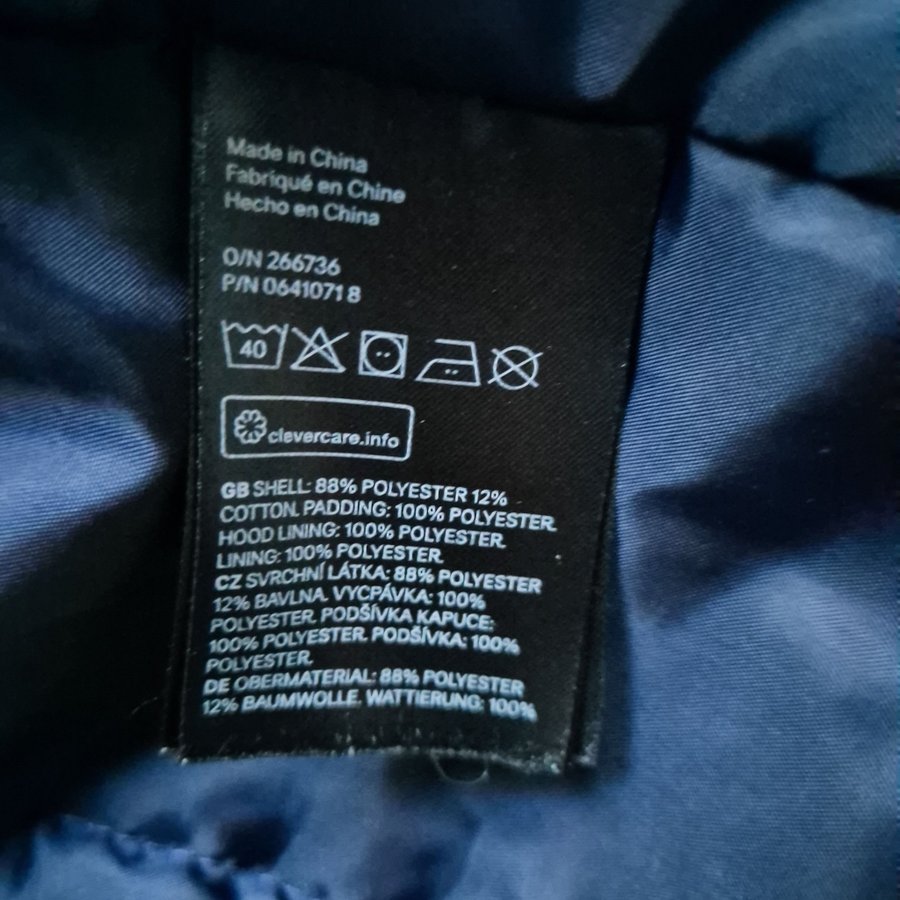 Made in China
Fabriqué en Chine
Hecho en China
O/N 266736
P/N 0641071 8
40
clevercare.info
GB SHELL: 88% POLYESTER 12%
COTTON. PADDING: 100% POLYESTER.
HOOD LINING: 100% POLYESTER.
LINING: 100% POLYESTER.
CZ SVRCHNÍ LÁTKA: 88% POLYESTER
12% BAVLNA. VYCPÁVKA: 100%
POLYESTER. PODŠÍVKA KAPUCE:
100% POLYESTER. PODŠÍVKA: 100%
POLYESTER.
DE OBERMATERIAL: 88% POLYESTER
12% BAUMWOLLE. WATTIERUNG: 100%